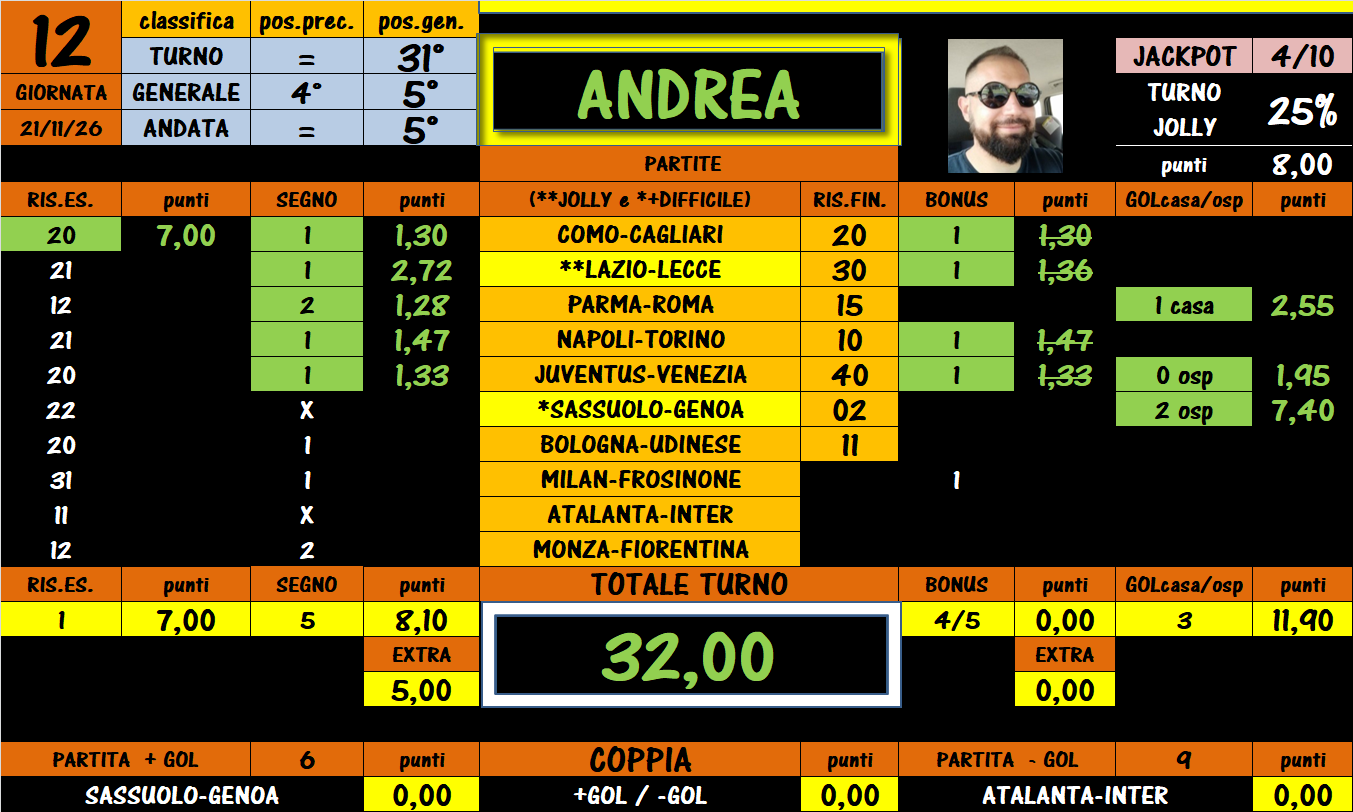 12 classifica pos.prec. pos.gen.
TURNO = 31° ANDREA JACKPOT 4/10
GIORNATA GENERALE 4° 5° TURNO 25%
21/11/26 ANDATA = 5° JOLLY
PARTITE punti 8,00
RIS.ES. punti SEGNO punti (**JOLLY e *+DIFFICILE) RIS.FIN. BONUS punti GOLcasa/osp punti
20 7,00 1 1,30 COMO-CAGLIARI 20 1 1,30
21 1 2,72 **LAZIO-LECCE 30 1 1,36
12 2 1,28 PARMA-ROMA 15 1 casa 2,55
21 1 1,47 NAPOLI-TORINO 10 1 1,47
20 1 1,33 JUVENTUS-VENEZIA 40 1 1,33 0 osp 1,95
22 X *SASSUOLO-GENOA 02 2 osp 7,40
20 1 BOLOGNA-UDINESE 11
31 1 MILAN-FROSINONE 1
11 X ATALANTA-INTER
12 2 MONZA-FIORENTINA
RIS.ES. punti SEGNO punti TOTALE TURNO BONUS punti GOLcasa/osp punti
1 7,00 5 8,10 32,00 4/5 0,00 3 11,90
EXTRA EXTRA
5,00 0,00
PARTITA + GOL 6 punti COPPIA punti PARTITA - GOL 9 punti
SASSUOLO-GENOA 0,00 +GOL / -GOL 0,00 ATALANTA-INTER 0,00